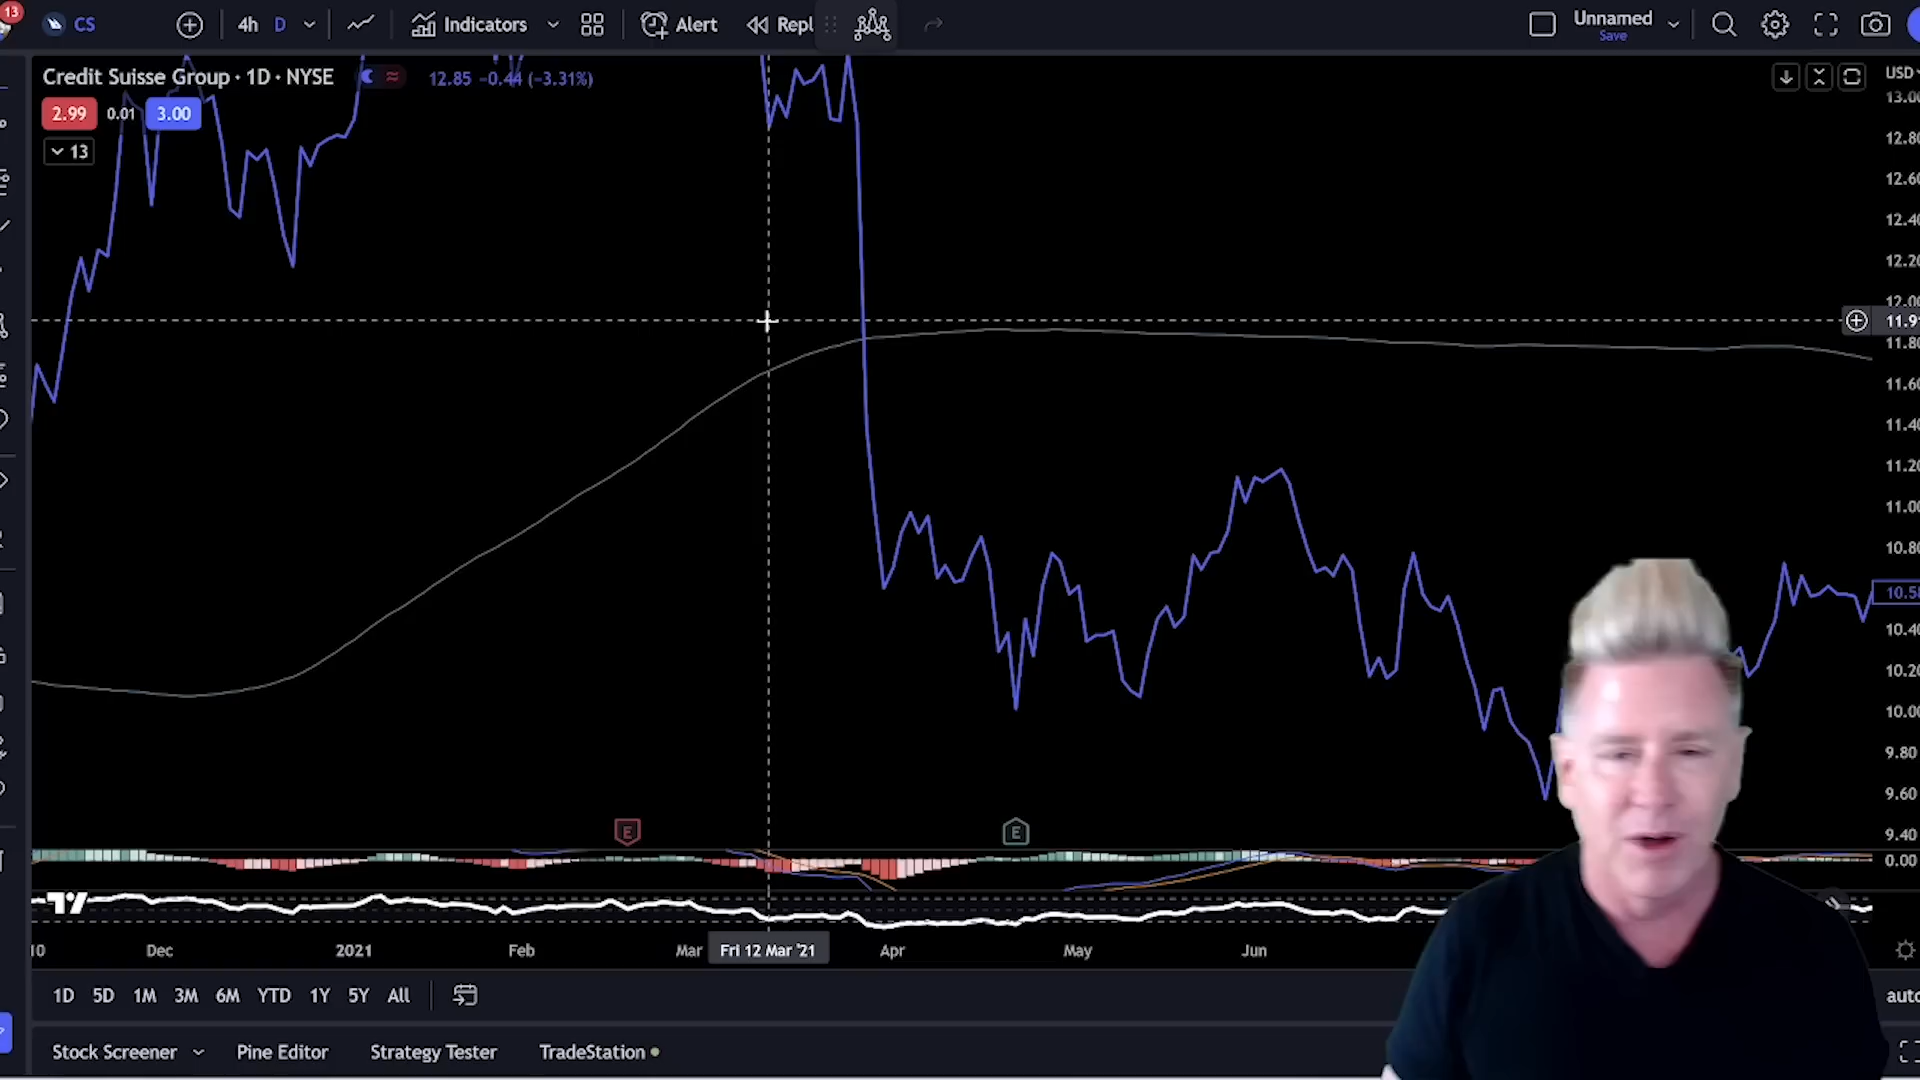 13
CS
4h D
Indicators
Alert
Repl
Unnamed
Save
Credit Suisse Group · 1D · NYSE
12.85 −0.44 (−3.31%)
USD
2.99 0.01 3.00
13
13.00
12.80
12.60
12.40
12.20
12.00
11.9
11.80
11.60
11.40
11.20
11.00
10.80
10.5
10.40
10.20
10.00
9.80
9.60
9.40
0.00
E
E
10 Dec 2021 Feb Mar Fri 12 Mar '21 Apr May Jun
1D 5D 1M 3M 6M YTD 1Y 5Y All
auto
Stock Screener Pine Editor Strategy Tester TradeStation